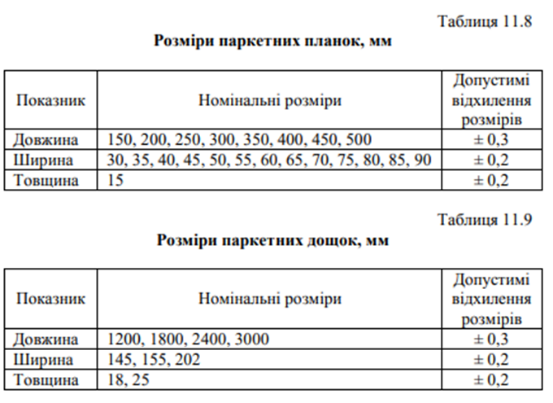 Таблиця 11.8
Розміри паркетних планок, мм
Показник Номінальні розміри Допустимі відхилення розмірів
Довжина 150, 200, 250, 300, 350, 400, 450, 500 ± 0,3
Ширина 30, 35, 40, 45, 50, 55, 60, 65, 70, 75, 80, 85, 90 ± 0,2
Товщина 15 ± 0,2
Таблиця 11.9
Розміри паркетних дощок, мм
Показник Номінальні розміри Допустимі відхилення розмірів
Довжина 1200, 1800, 2400, 3000 ± 0,3
Ширина 145, 155, 202 ± 0,2
Товщина 18, 25 ± 0,2